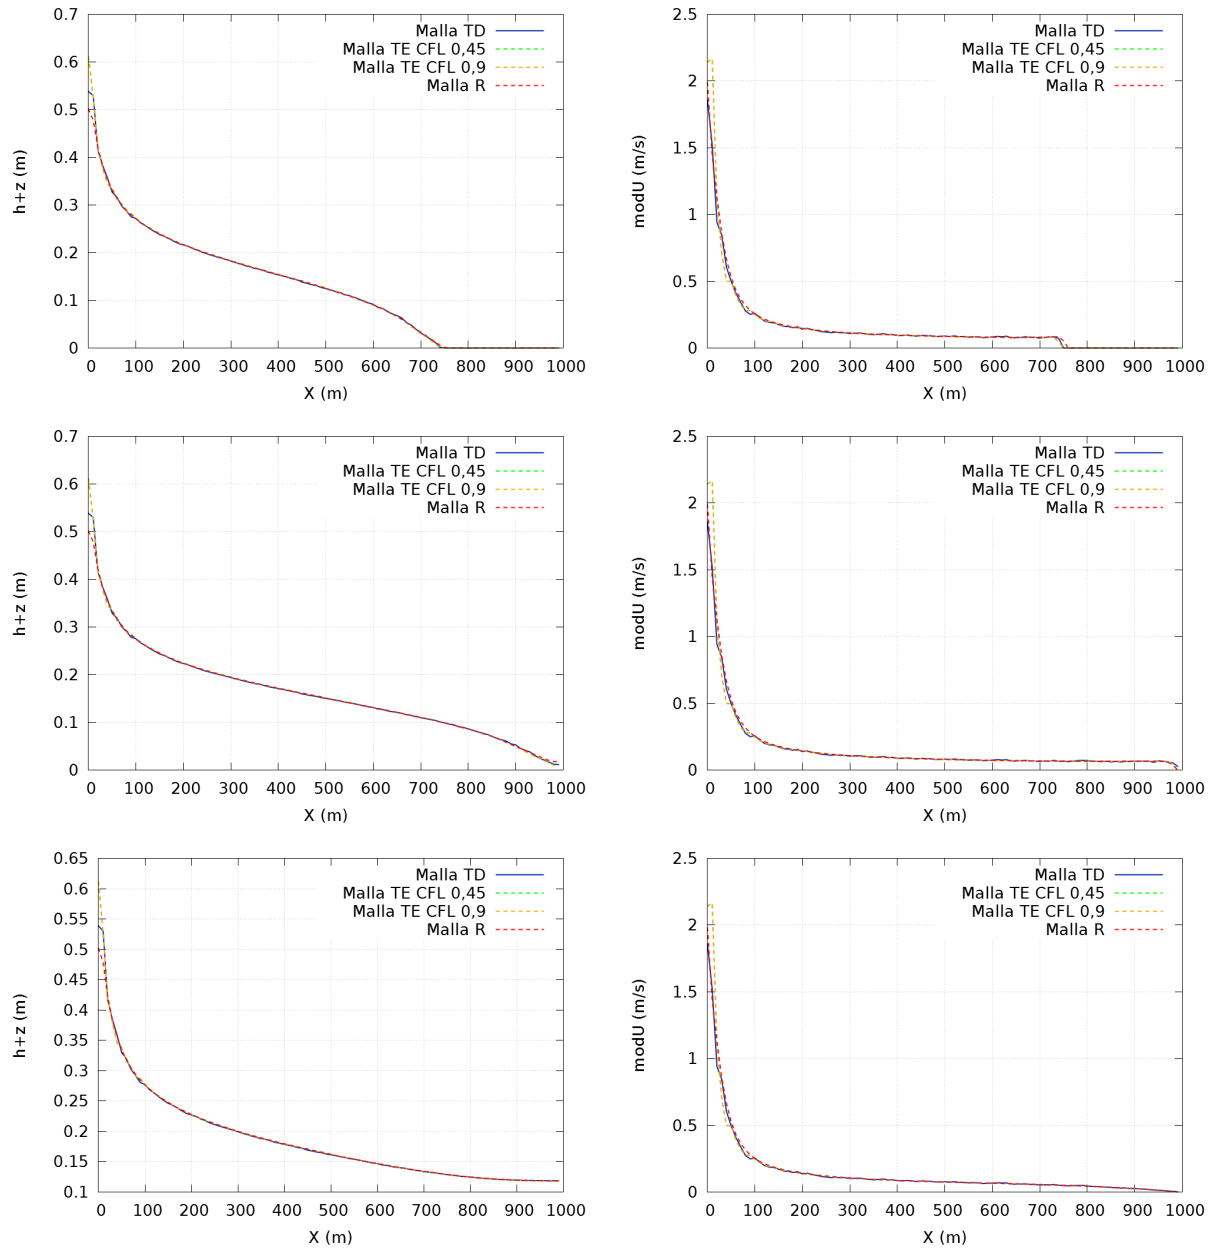 0.7
0.6
0.5
0.4
0.3
0.2
0.1
0
h+z (m)
0 100 200 300 400 500 600 700 800 900 1000
X (m)
Malla TD
Malla TE CFL 0,45
Malla TE CFL 0,9
Malla R
2.5
2
1.5
1
0.5
0
modU (m/s)
0 100 200 300 400 500 600 700 800 900 1000
X (m)
Malla TD
Malla TE CFL 0,45
Malla TE CFL 0,9
Malla R
0.7
0.6
0.5
0.4
0.3
0.2
0.1
0
h+z (m)
0 100 200 300 400 500 600 700 800 900 1000
X (m)
Malla TD
Malla TE CFL 0,45
Malla TE CFL 0,9
Malla R
2.5
2
1.5
1
0.5
0
modU (m/s)
0 100 200 300 400 500 600 700 800 900 1000
X (m)
Malla TD
Malla TE CFL 0,45
Malla TE CFL 0,9
Malla R
0.65
0.6
0.55
0.5
0.45
0.4
0.35
0.3
0.25
0.2
0.15
0.1
h+z (m)
0 100 200 300 400 500 600 700 800 900 1000
X (m)
Malla TD
Malla TE CFL 0,45
Malla TE CFL 0,9
Malla R
2.5
2
1.5
1
0.5
0
modU (m/s)
0 100 200 300 400 500 600 700 800 900 1000
X (m)
Malla TD
Malla TE CFL 0,45
Malla TE CFL 0,9
Malla R